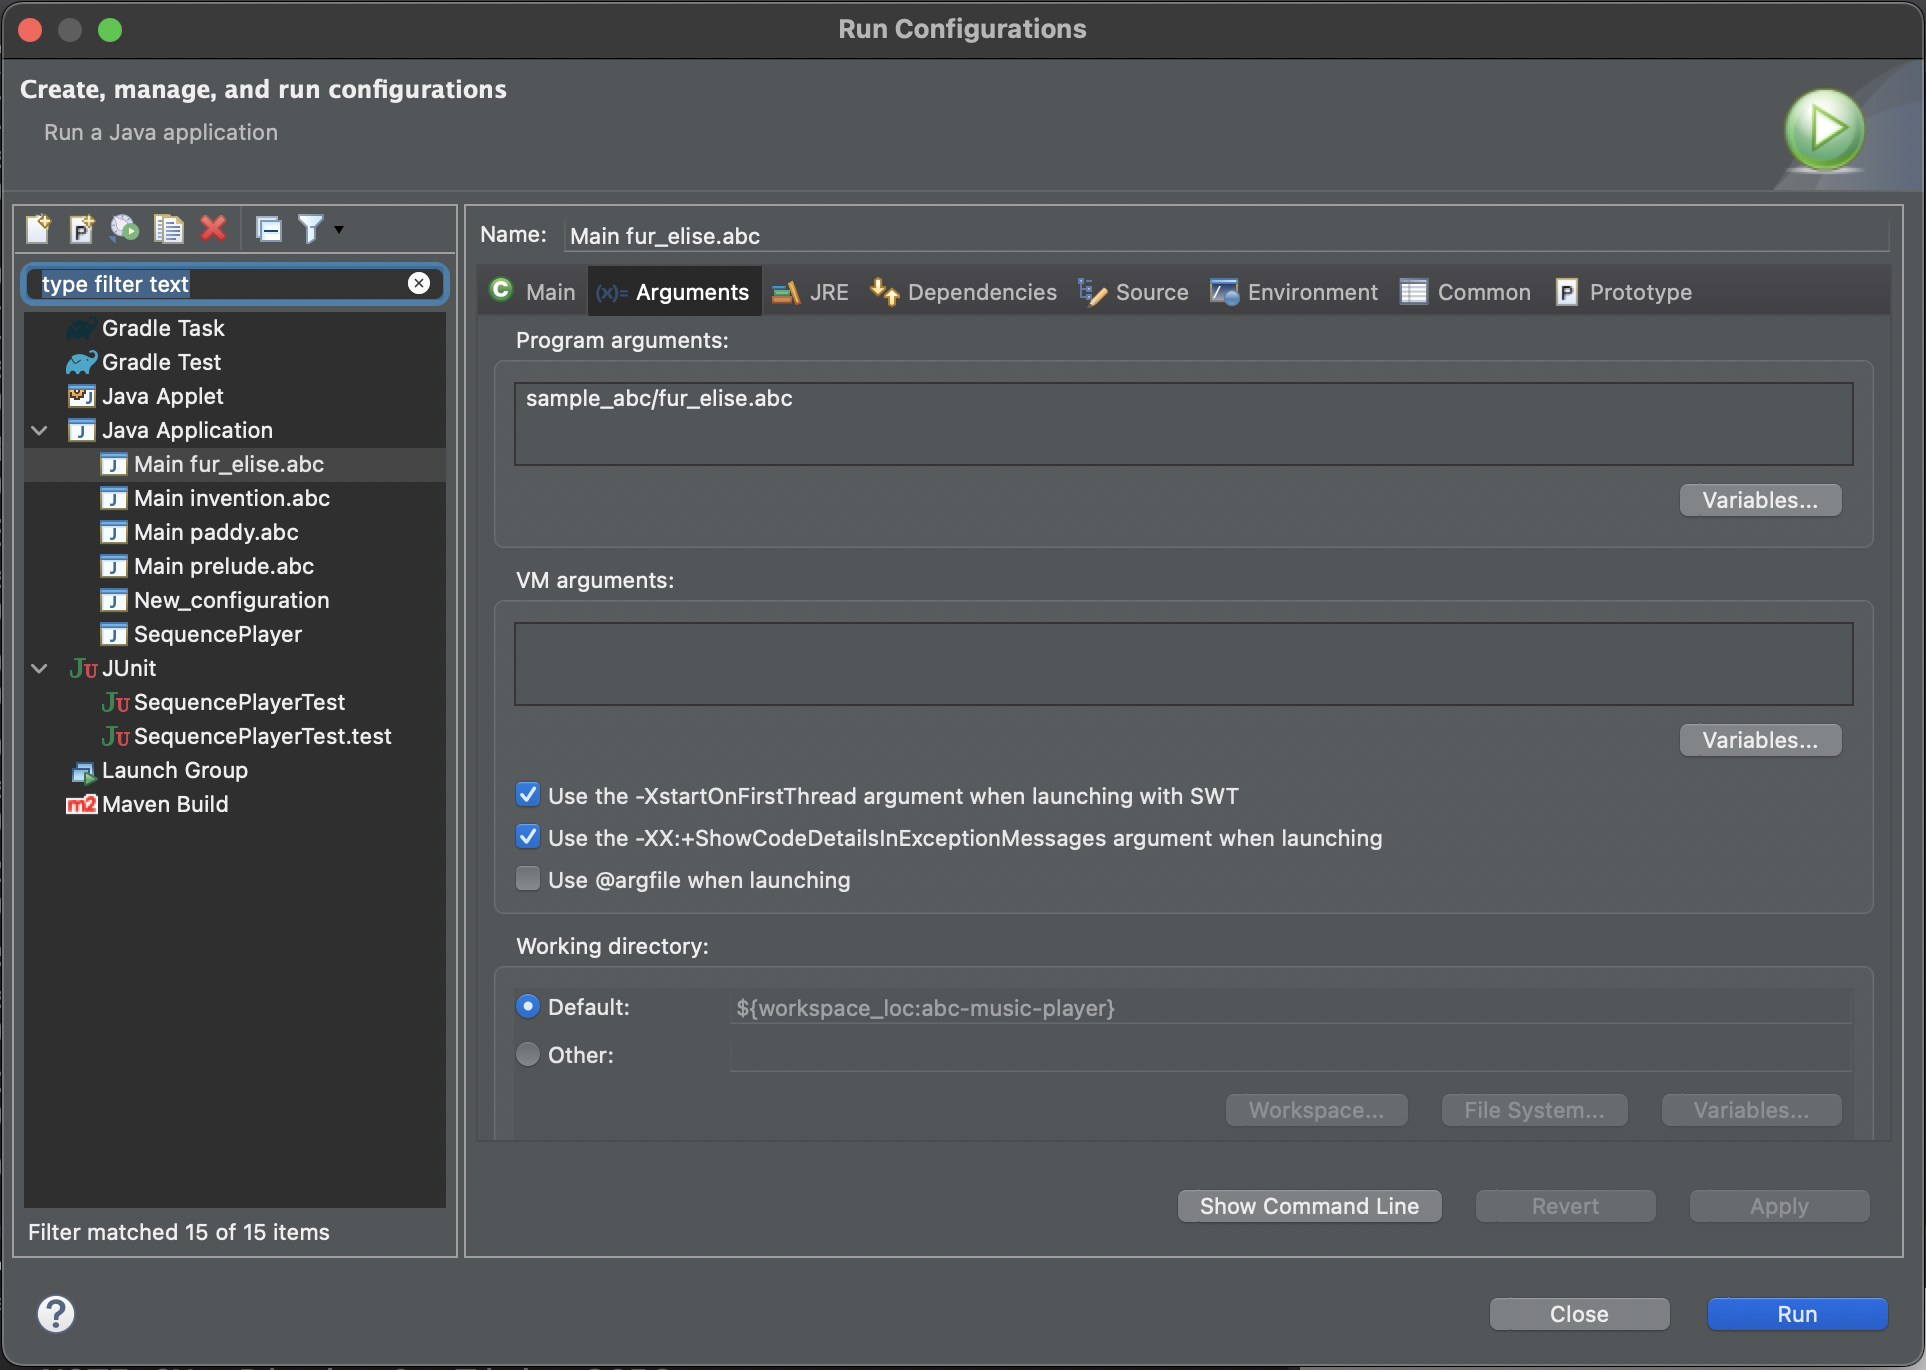 Run Configurations
Create, manage, and run configurations
Run a Java application
type filter text
Gradle Task
Gradle Test
Java Applet
Java Application
Main fur_elise.abc
Main invention.abc
Main paddy.abc
Main prelude.abc
New_configuration
SequencePlayer
JUnit
SequencePlayerTest
SequencePlayerTest.test
Launch Group
Maven Build
Filter matched 15 of 15 items
Name: Main fur_elise.abc
Main (x)= Arguments JRE Dependencies Source Environment Common Prototype
Program arguments:
sample_abc/fur_elise.abc
Variables...
VM arguments:
Variables...
Use the -XstartOnFirstThread argument when launching with SWT
Use the -XX:+ShowCodeDetailsInExceptionMessages argument when launching
Use @argfile when launching
Working directory:
Default: ${workspace_loc:abc-music-player}
Other:
Workspace... File System... Variables...
Show Command Line Revert Apply
Close Run